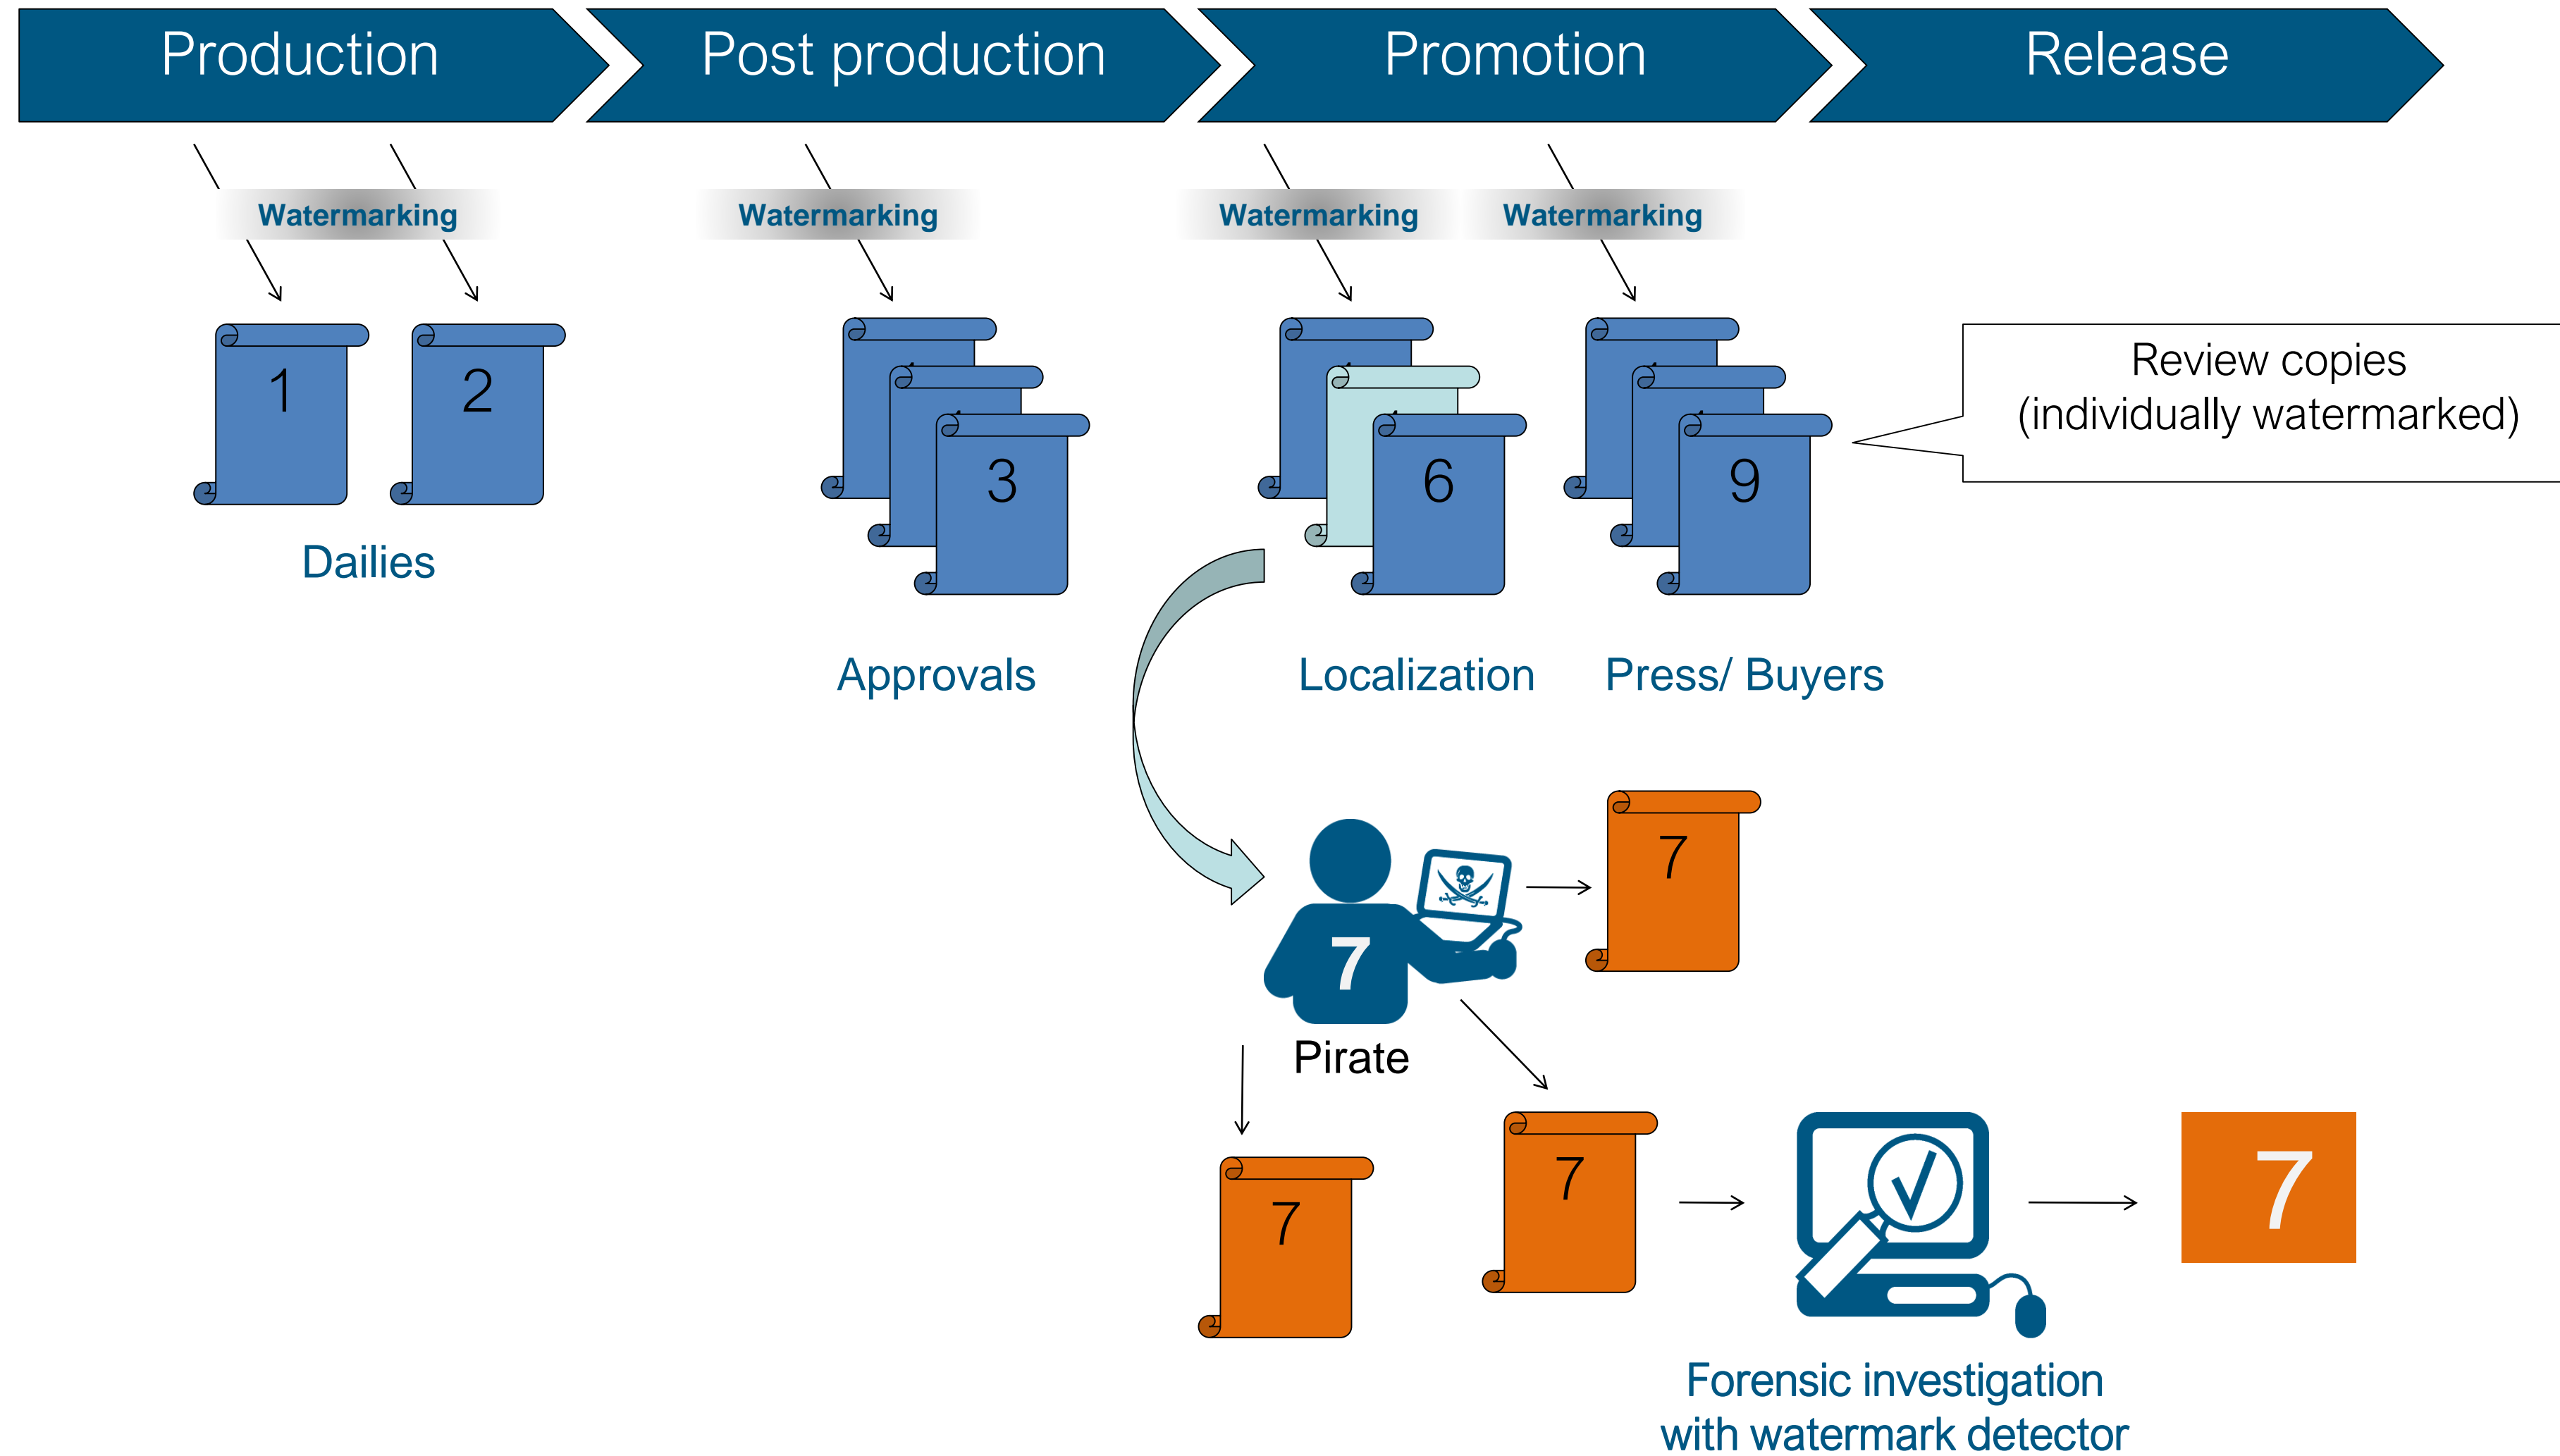 Production
Post production
Promotion
Release
Watermarking
Watermarking
Watermarking
Watermarking
1
2
3
6
9
Review copies
(individually watermarked)
Dailies
Approvals
Localization
Press/ Buyers
7
7
Pirate
7
7
7
Forensic investigation
with watermark detector